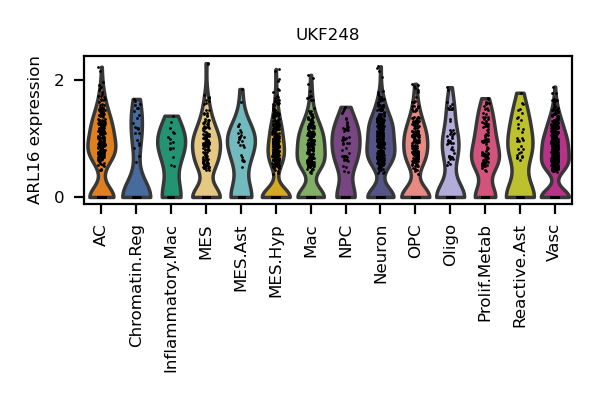 UKF248
ARL16 expression
2
0
AC
Chromatin.Reg
Inflammatory.Mac
MES
MES.Ast
MES.Hyp
Mac
NPC
Neuron
OPC
Oligo
Prolif.Metab
Reactive.Ast
Vasc